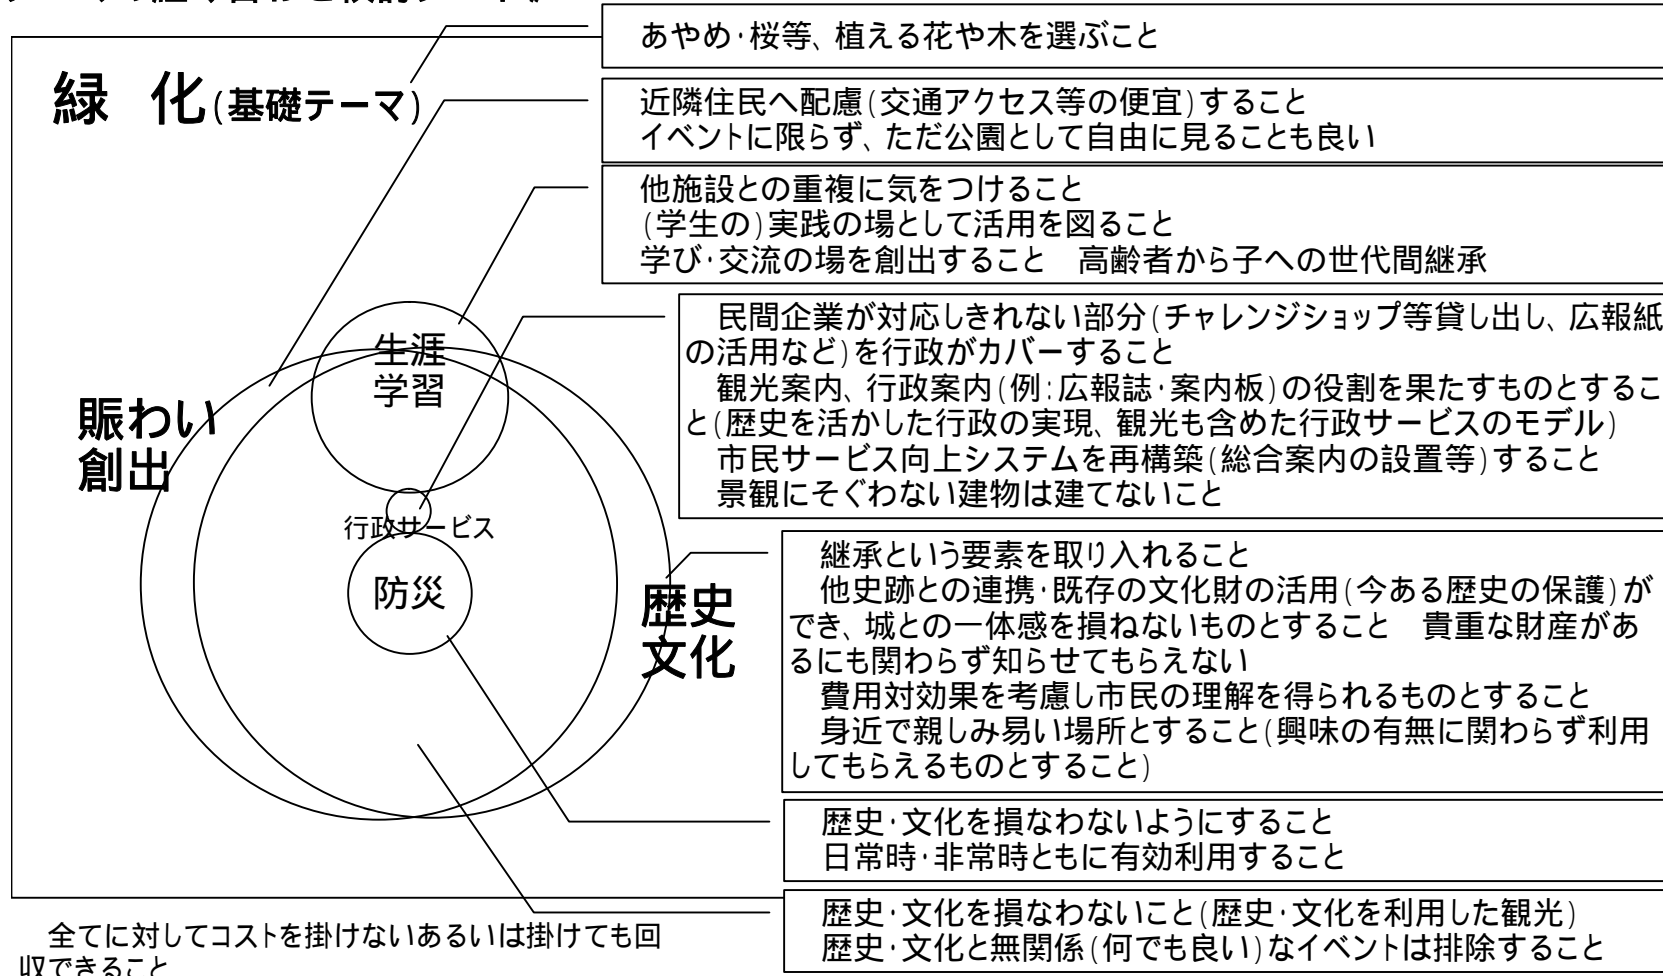 あやめ・桜等、植える花や木を選ぶこと
緑 化(基礎テーマ)
近隣住民へ配慮(交通アクセス等の便宜)すること
イベントに限らず、ただ公園として自由に見ることも良い
他施設との重複に気をつけること
(学生の)実践の場として活用を図ること
学び・交流の場を創出すること 高齢者から子への世代間継承
民間企業が対応しきれない部分(チャレンジショップ等貸し出し、広報紙
の活用など)を行政がカバーすること
観光案内、行政案内(例:広報誌・案内板)の役割を果たすものとするこ
と(歴史を活かした行政の実現、観光も含めた行政サービスのモデル)
市民サービス向上システムを再構築(総合案内の設置等)すること
景観にそぐわない建物は建てないこと
生涯
学習
賑わい
創出
行政サービス
防災
歴史
文化
継承という要素を取り入れること
他史跡との連携・既存の文化財の活用(今ある歴史の保護)が
でき、城との一体感を損ねないものとすること 貴重な財産があ
るにも関わらず知らせてもらえない
費用対効果を考慮し市民の理解を得られるものとすること
身近で親しみ易い場所とすること(興味の有無に関わらず利用
してもらえるものとすること)
歴史・文化を損なわないようにすること
日常時・非常時ともに有効利用すること
歴史・文化を損なわないこと(歴史・文化を利用した観光)
歴史・文化と無関係(何でも良い)なイベントは排除すること
全てに対してコストを掛けないあるいは掛けても回
収できること